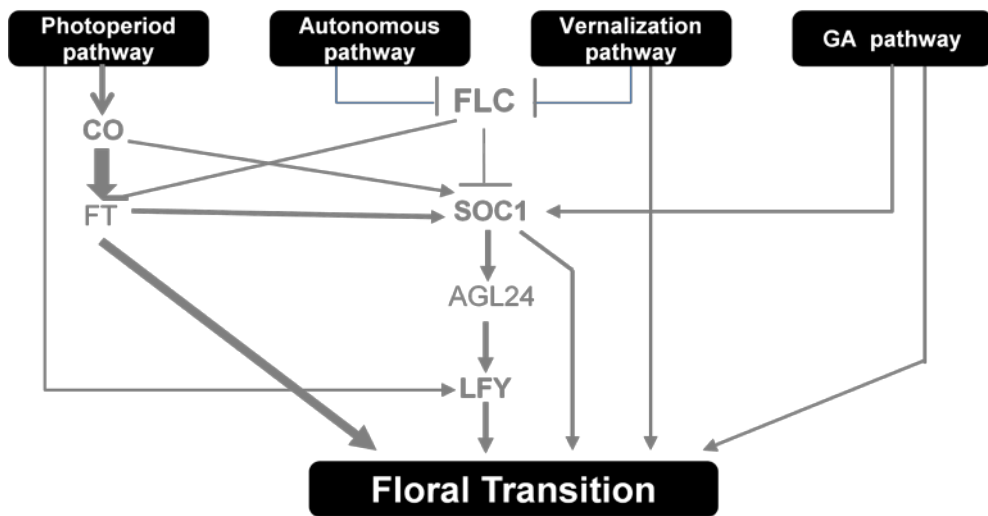 Photoperiod
pathway
Autonomous
pathway
Vernalization
pathway
GA pathway
FLC
CO
FT
SOC1
AGL24
LFY
Floral Transition